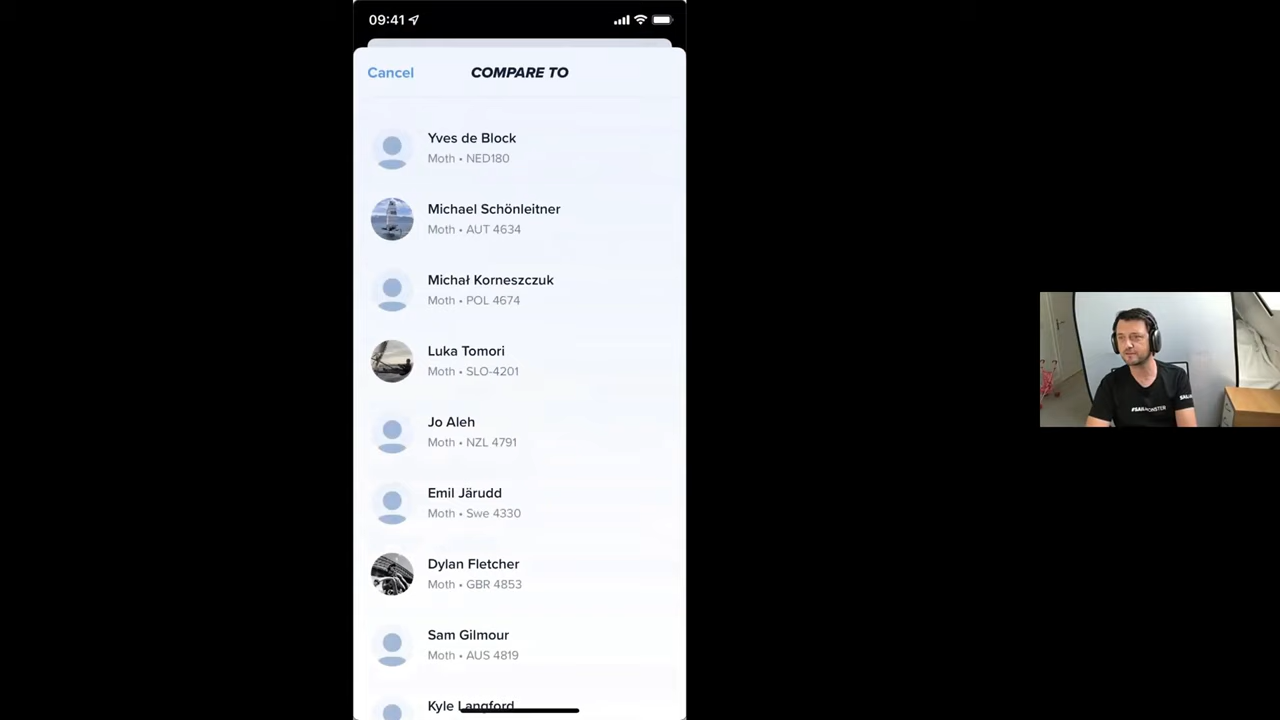 09:41
Cancel
COMPARE TO
Yves de Block
Moth • NED180
Michael Schönleitner
Moth • AUT 4634
Michał Korneszczuk
Moth • POL 4674
Luka Tomori
Moth • SLO-4201
Jo Aleh
Moth • NZL 4791
Emil Järudd
Moth • Swe 4330
Dylan Fletcher
Moth • GBR 4853
Sam Gilmour
Moth • AUS 4819
Kyle Langford